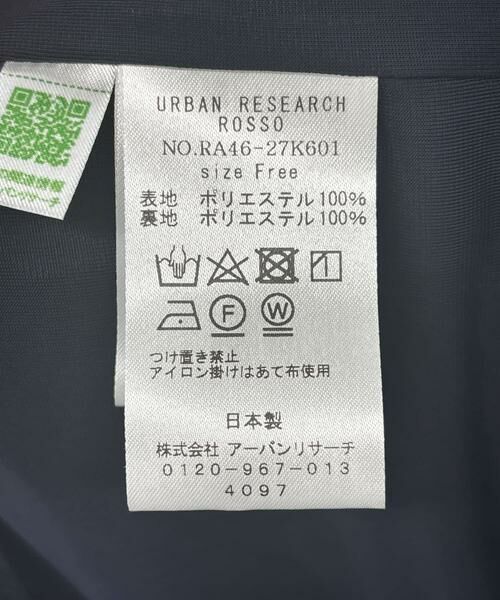 URBAN RESEARCH
ROSSO
NO.RA46-27K601
size Free
表地 ポリエステル100%
裏地 ポリエステル100%
F
W
つけ置き禁止
アイロン掛けはあて布使用
日本製
株式会社 アーバンリサーチ
0120-967-013
4097